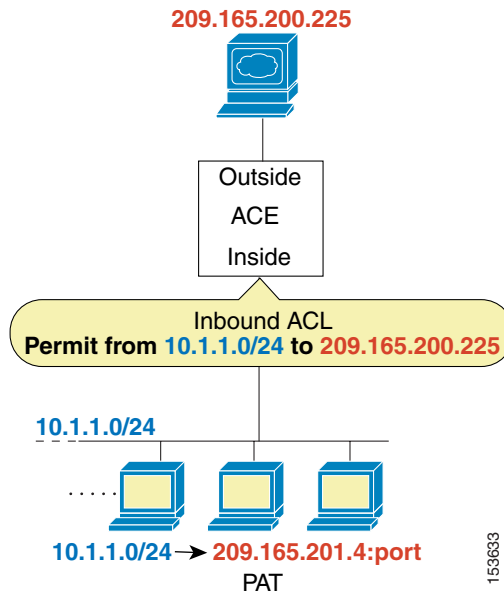 209.165.200.225
Outside
ACE
Inside
Inbound ACL
Permit from 10.1.1.0/24 to 209.165.200.225
10.1.1.0/24
10.1.1.0/24 209.165.201.4:port
PAT
153633